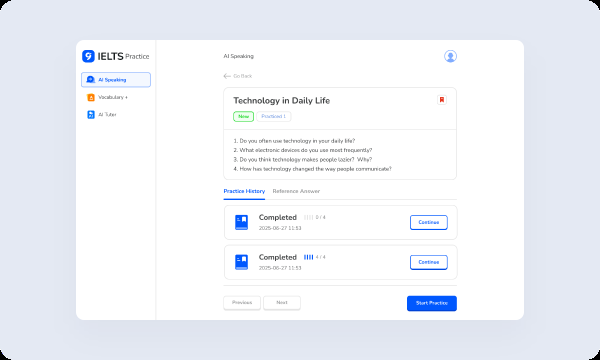 9 IELTS Practice
AI Speaking
Vocabulary +
AI Tutor
AI Speaking
Go Back
Technology in Daily Life
New Practiced 1
1. Do you often use technology in your daily life?
2. What electronic devices do you use most frequently?
3. Do you think technology makes people lazier? Why?
4. How has technology changed the way people communicate?
Practice History Reference Answer
Completed 0 / 4
2025-06-27 11:53
Continue
Completed 4 / 4
2025-06-27 11:53
Continue
Previous Next Start Practice